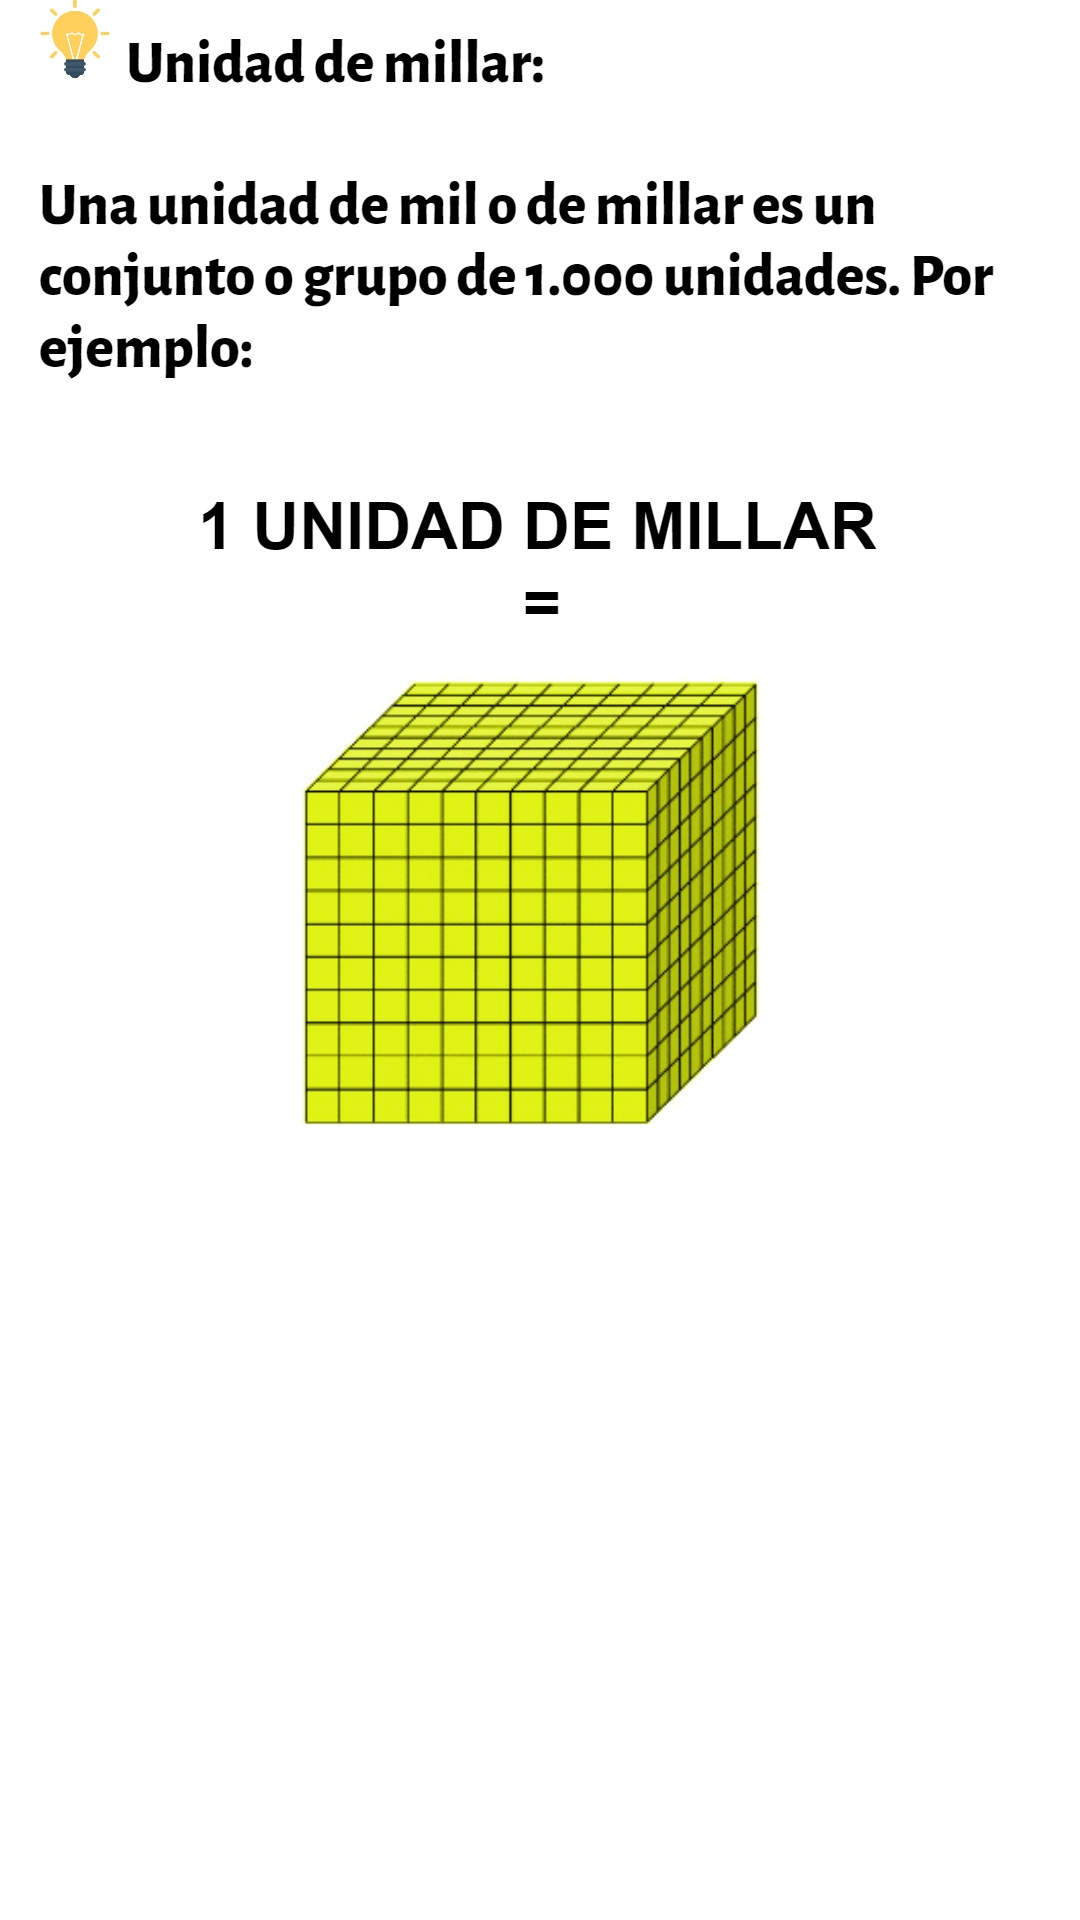 Unidad de millar:
Una unidad de mil o de millar es un
conjunto o grupo de 1.000 unidades. Por
ejemplo:
1 UNIDAD DE MILLAR
=